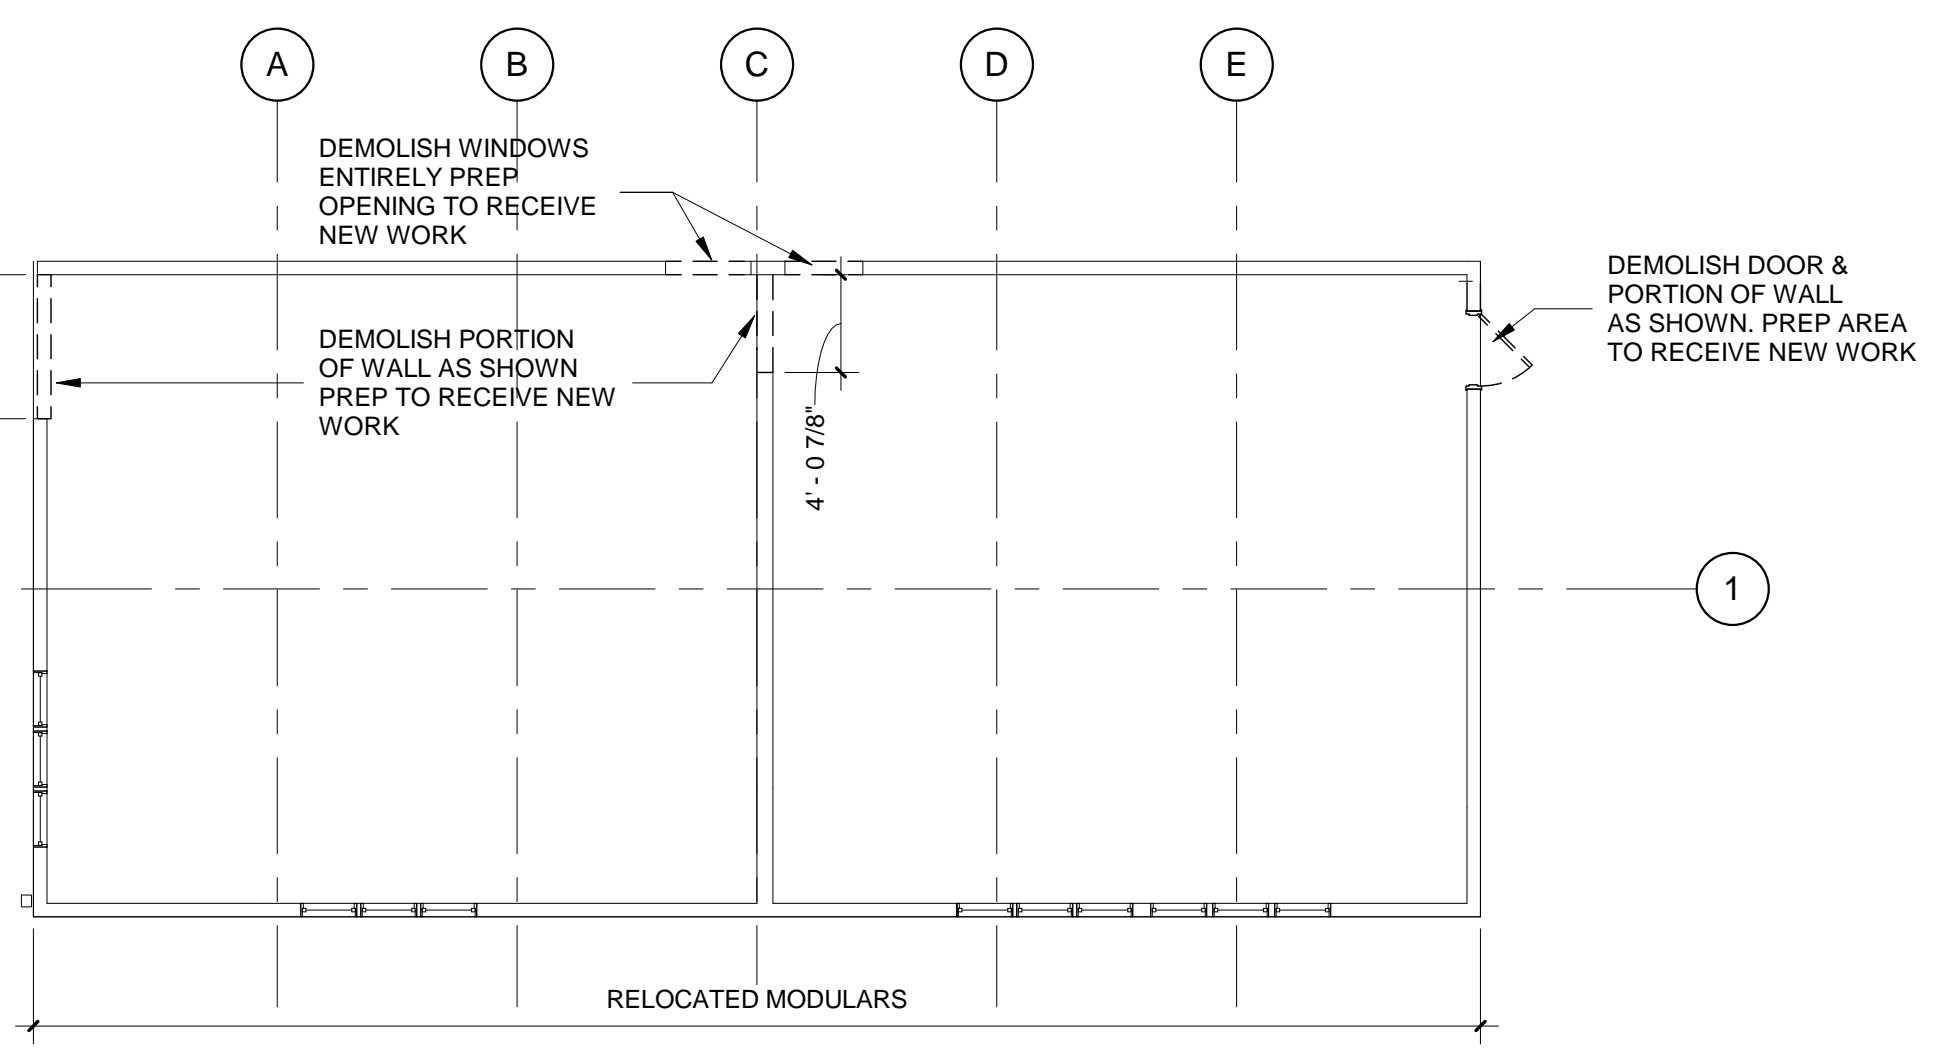 A
B
C
D
E
DEMOLISH WINDOWS
ENTIRELY PREP
OPENING TO RECEIVE
NEW WORK
DEMOLISH DOOR &
PORTION OF WALL
AS SHOWN. PREP AREA
TO RECEIVE NEW WORK
DEMOLISH PORTION
OF WALL AS SHOWN
PREP TO RECEIVE NEW
WORK
4' - 0 7/8"
1
RELOCATED MODULARS